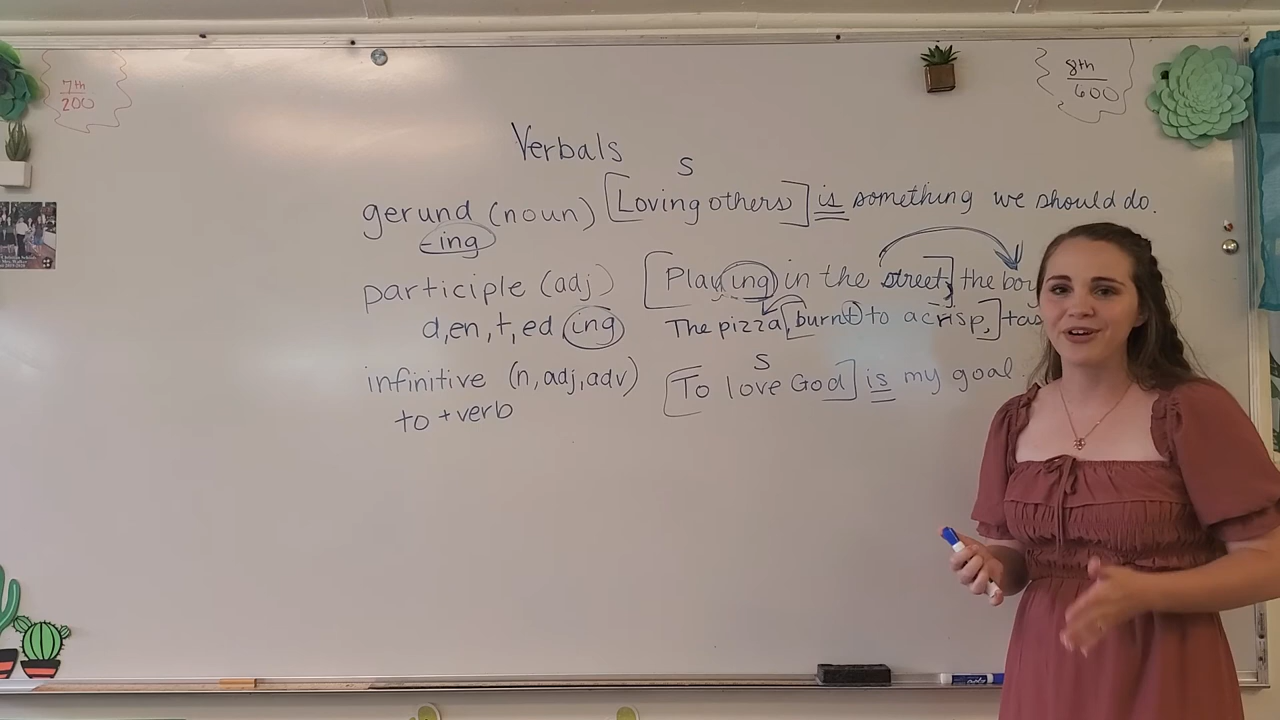 7th
200
8th
600
Verbals
S
gerund (noun) [Loving others] is something we should do.
-ing
participle (adj) [Playing in the street,] the boy
d, en, t, ed ing The pizza, [burnt to a crisp,] tas
S
infinitive (n, adj, adv) [To love God] is my goal.
to + verb